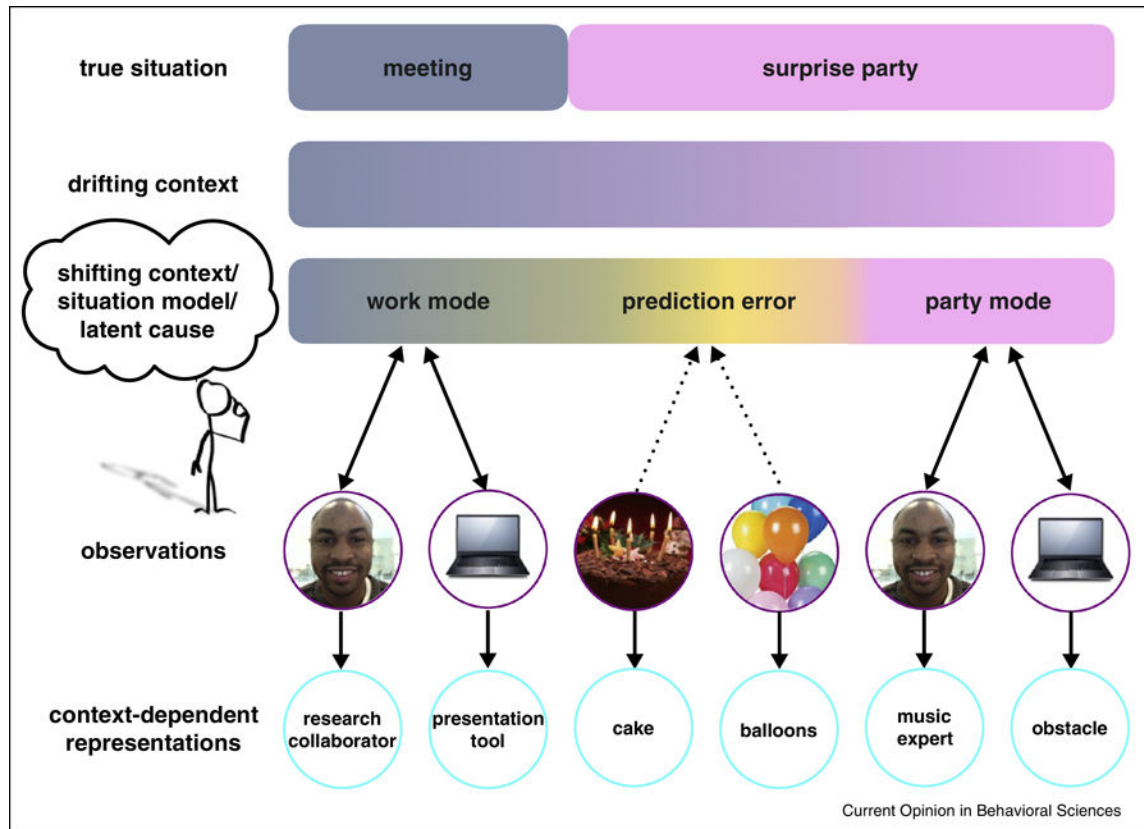 true situation
meeting
surprise party
drifting context
shifting context/
situation model/
latent cause
work mode
prediction error
party mode
observations
context-dependent
representations
research
collaborator
presentation
tool
cake
balloons
music
expert
obstacle
Current Opinion in Behavioral Sciences